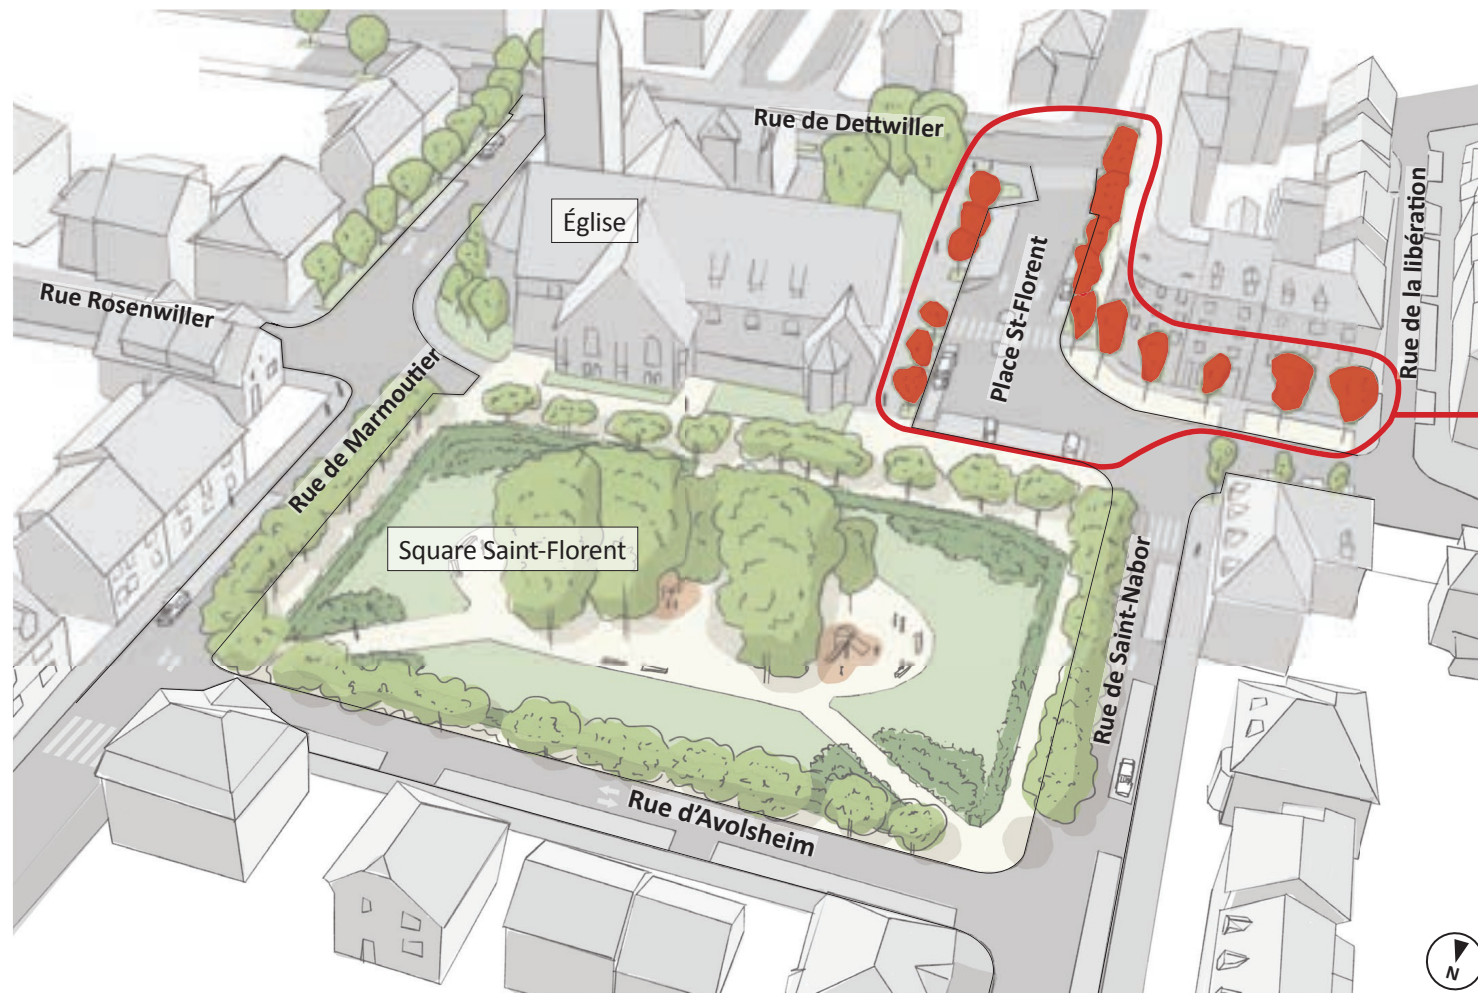 Rue de Dettwiller
Église
Rue de la libération
Place St-Florent
Rue Rosenwiller
Rue de Marmoutier
Square Saint-Florent
Rue de Saint-Nabor
Rue d'Avolsheim
N